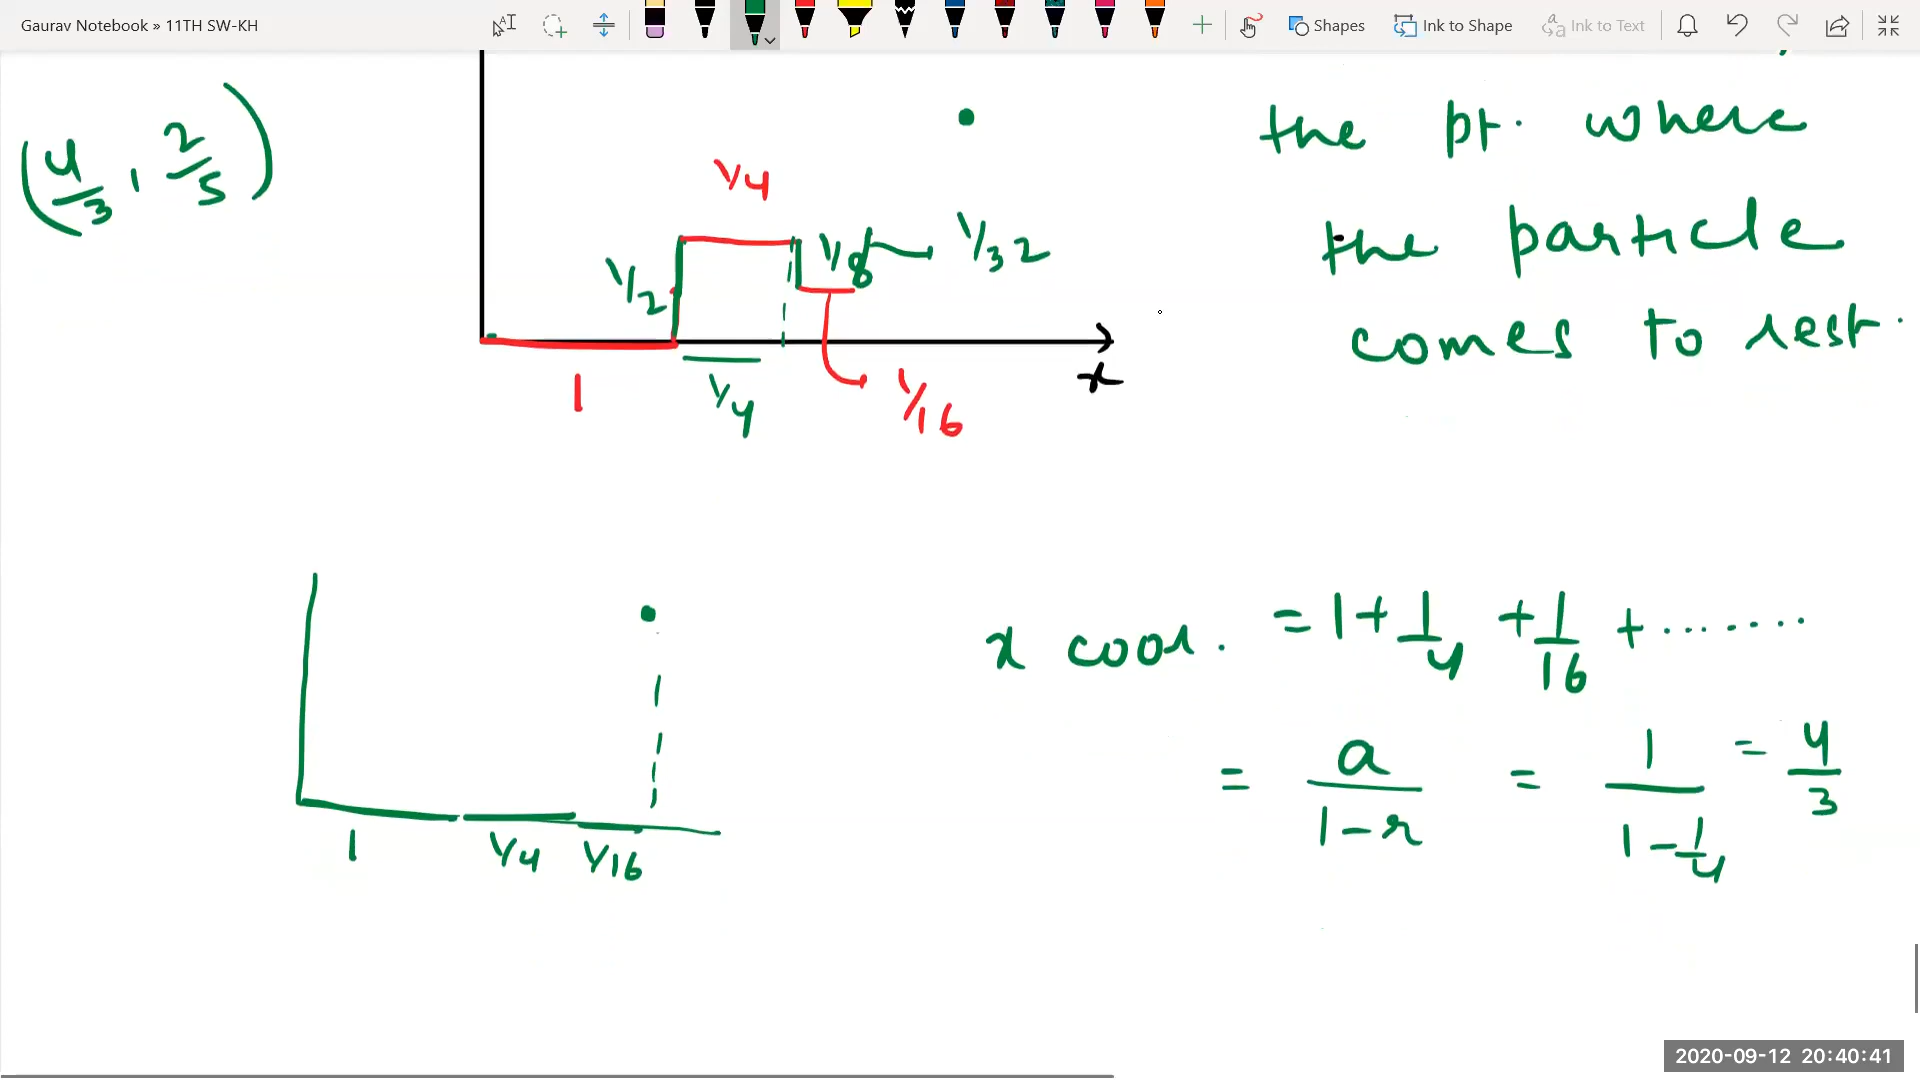 Gaurav Notebook » 11TH SW-KH
Shapes
Ink to Shape
Ink to Text
(4/3, 2/5)
the pt. where
the particle
comes to rest.
1/4
1/2
1/8
1/32
1
1/4
1/16
x
1
1/4
1/16
x coor. = 1 + 1/4 + 1/16 + .......
= a/1-r = 1/1-1/4 = 4/3
2020-09-12 20:40:41